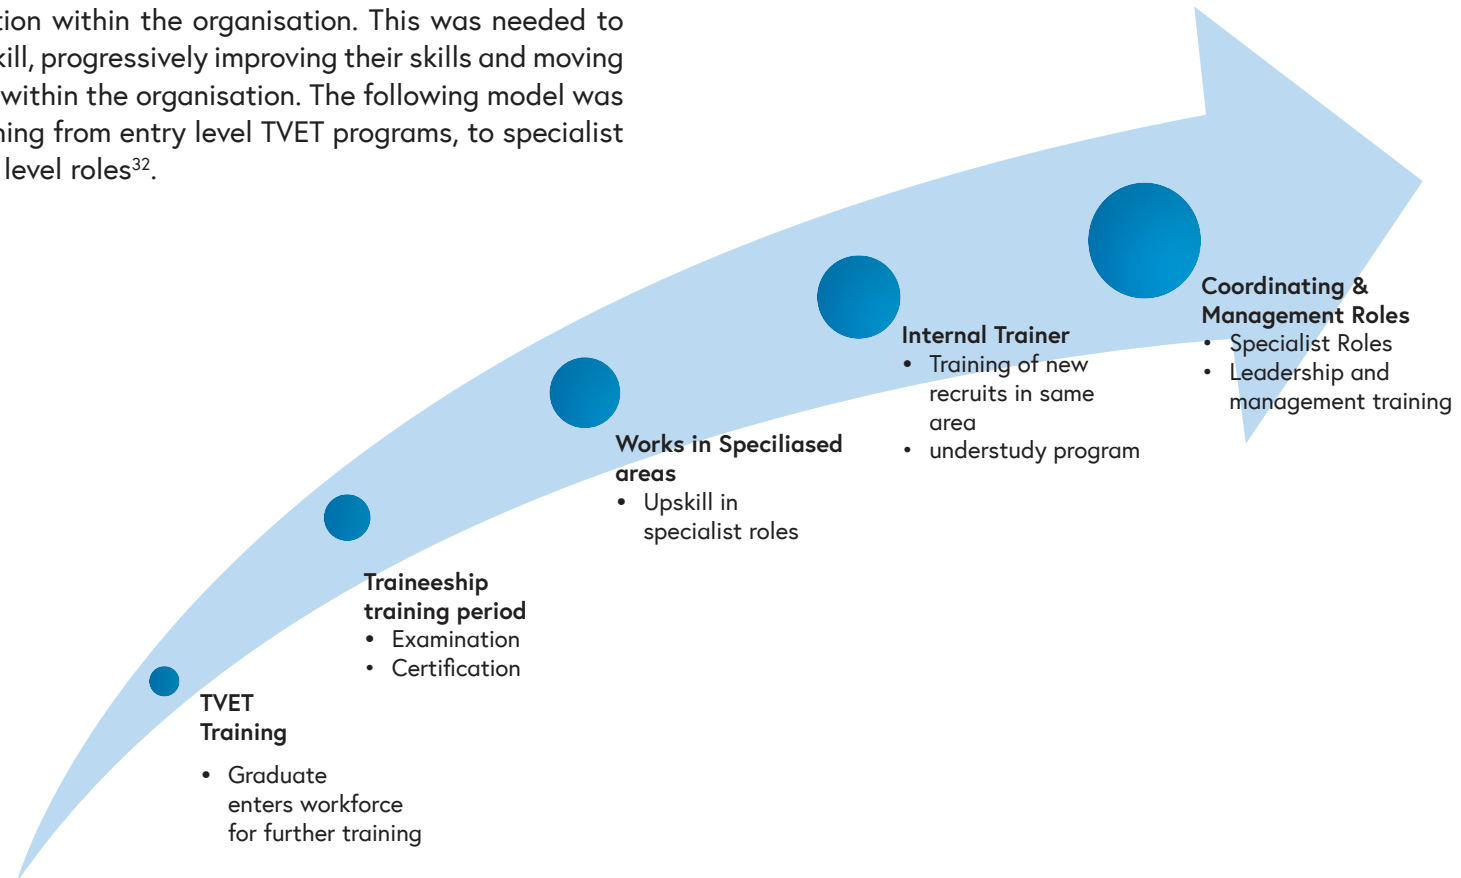 tion within the organisation. This was needed to
kill, progressively improving their skills and moving
within the organisation. The following model was
ning from entry level TVET programs, to specialist
level roles³².
Coordinating &
Management Roles
• Specialist Roles
• Leadership and
management training
Internal Trainer
• Training of new
recruits in same
area
• understudy program
Works in Speciliased
areas
• Upskill in
specialist roles
Traineeship
training period
• Examination
• Certification
TVET
Training
• Graduate
enters workforce
for further training